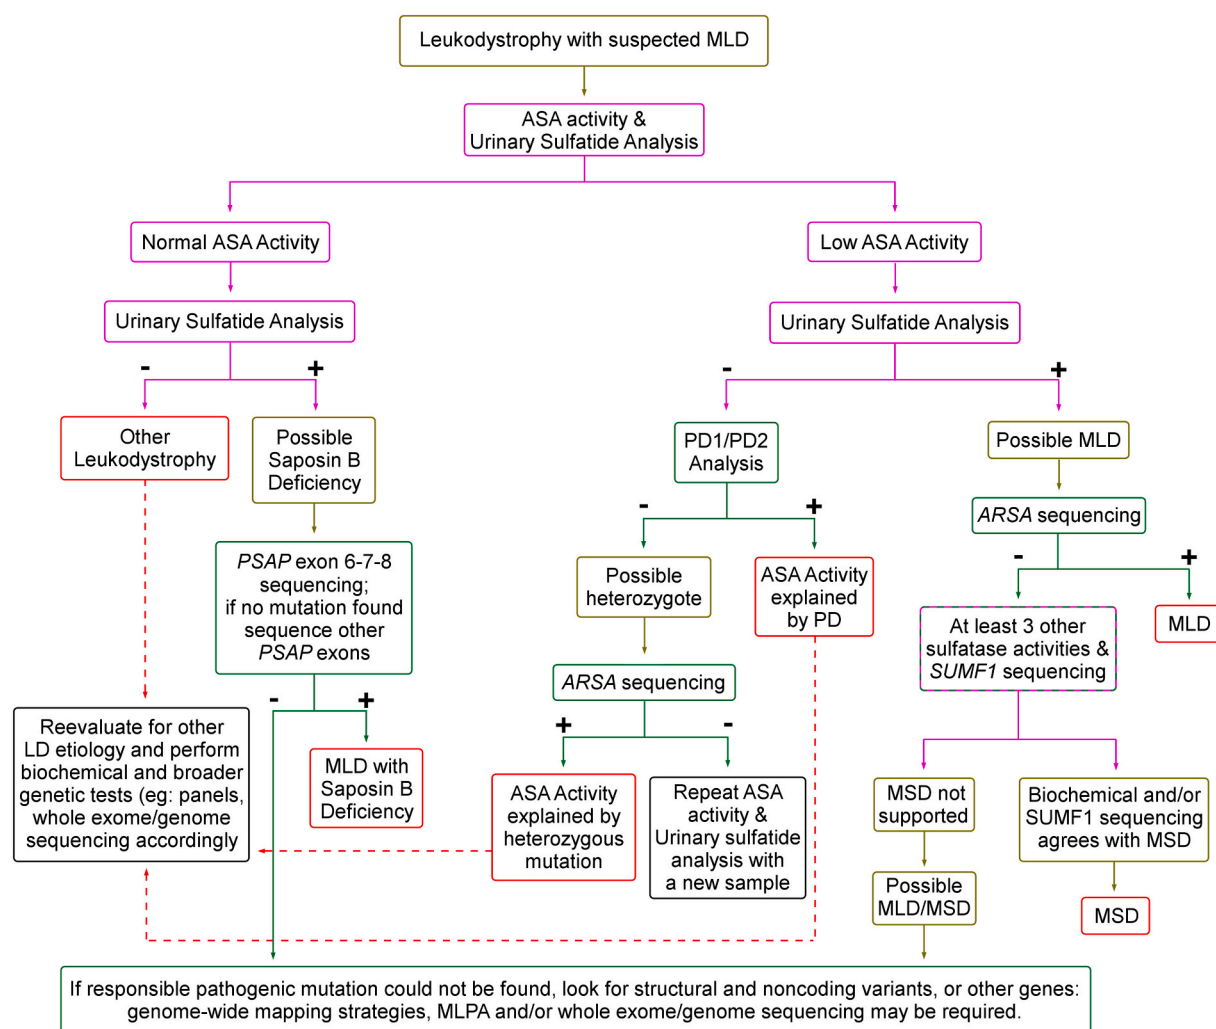 Leukodystrophy with suspected MLD
ASA activity &
Urinary Sulfatide Analysis
Normal ASA Activity
Low ASA Activity
Urinary Sulfatide Analysis
Urinary Sulfatide Analysis
-
+
-
+
Other
Leukodystrophy
Possible
Saposin B
Deficiency
PD1/PD2
Analysis
Possible MLD
-
+
ARSA sequencing
PSAP exon 6-7-8
sequencing;
if no mutation found
sequence other
PSAP exons
Possible
heterozygote
ASA Activity
explained
by PD
-
+
At least 3 other
sulfatase activities &
SUMF1 sequencing
MLD
ARSA sequencing
-
+
+
-
Reevaluate for other
LD etiology and perform
biochemical and broader
genetic tests (eg: panels,
whole exome/genome
sequencing accordingly
MLD with
Saposin B
Deficiency
ASA Activity
explained by
heterozygous
mutation
Repeat ASA
activity &
Urinary sulfatide
analysis with
a new sample
MSD not
supported
Biochemical and/or
SUMF1 sequencing
agrees with MSD
Possible
MLD/MSD
MSD
If responsible pathogenic mutation could not be found, look for structural and noncoding variants, or other genes:
genome-wide mapping strategies, MLPA and/or whole exome/genome sequencing may be required.